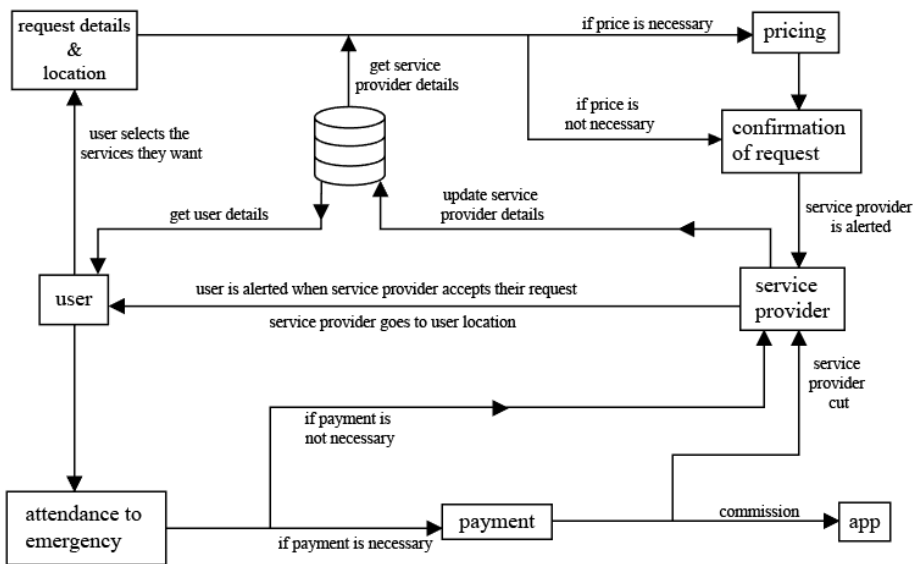 request details
&
location
if price is necessary
pricing
get service
provider details
if price is
not necessary
confirmation
of request
user selects the
services they want
get user details
update service
provider details
service provider
is alerted
user
user is alerted when service provider accepts their request
service provider goes to user location
service
provider
service
provider
cut
if payment is
not necessary
attendance to
emergency
if payment is necessary
payment
commission
app